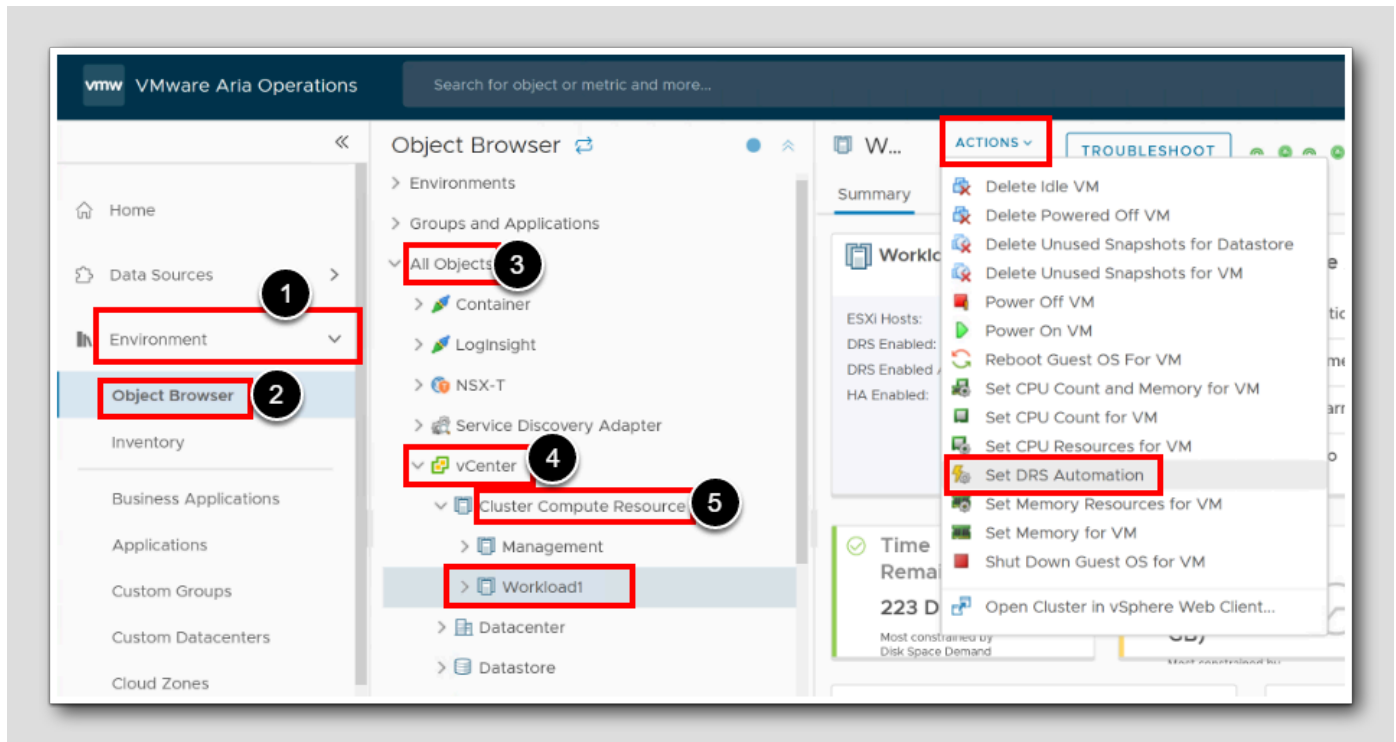 vmw VMware Aria Operations
Search for object or metric and more...
Home
Data Sources
1
Environment
Object Browser 2
Inventory
Business Applications
Applications
Custom Groups
Custom Datacenters
Cloud Zones
Object Browser
Environments
Groups and Applications
All Objects 3
Container
LogInsight
NSX-T
Service Discovery Adapter
vCenter 4
Cluster Compute Resource 5
Management
Workload1
Datacenter
Datastore
W... ACTIONS TROUBLESHOOT
Summary
ESXi Hosts:
DRS Enabled:
DRS Enabled
HA Enabled:
Delete Idle VM
Delete Powered Off VM
Delete Unused Snapshots for Datastore
Delete Unused Snapshots for VM
Power Off VM
Power On VM
Reboot Guest OS For VM
Set CPU Count and Memory for VM
Set CPU Count for VM
Set CPU Resources for VM
Set DRS Automation
Set Memory Resources for VM
Set Memory for VM
Shut Down Guest OS for VM
Open Cluster in vSphere Web Client...
Time
Remai
223 D
Most constrained by
Disk Space Demand
GB)
Most constrained by